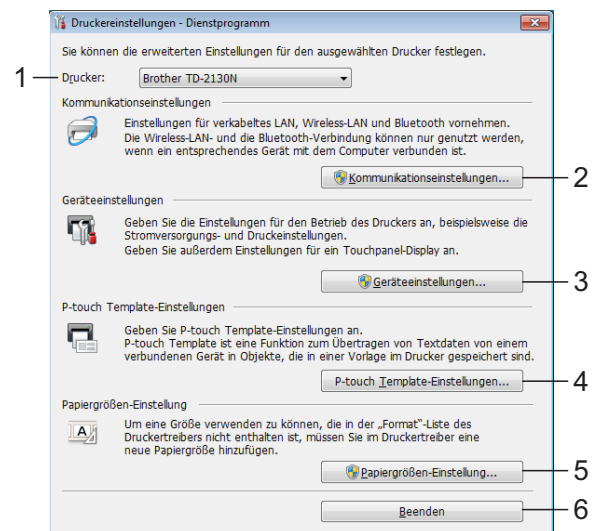 Druckereinstellungen - Dienstprogramm
Sie können die erweiterten Einstellungen für den ausgewählten Drucker festlegen.
1
Drucker:
Brother TD-2130N
Kommunikationseinstellungen
Einstellungen für verkabeltes LAN, Wireless-LAN und Bluetooth vornehmen.
Die Wireless-LAN- und die Bluetooth-Verbindung können nur genutzt werden,
wenn ein entsprechendes Gerät mit dem Computer verbunden ist.
Kommunikationseinstellungen...
2
Geräteeinstellungen
Geben Sie die Einstellungen für den Betrieb des Druckers an, beispielsweise die
Stromversorgungs- und Druckeinstellungen.
Geben Sie außerdem Einstellungen für ein Touchpanel-Display an.
Geräteeinstellungen...
3
P-touch Template-Einstellungen
Geben Sie P-touch Template-Einstellungen an.
P-touch Template ist eine Funktion zum Übertragen von Textdaten von einem
verbundenen Gerät in Objekte, die in einer Vorlage im Drucker gespeichert sind.
P-touch Template-Einstellungen...
4
Papiergrößen-Einstellung
A
Um eine Größe verwenden zu können, die in der „Format"-Liste des
Druckertreibers nicht enthalten ist, müssen Sie im Druckertreiber eine
neue Papiergröße hinzufügen.
Papiergrößen-Einstellung...
5
Beenden
6